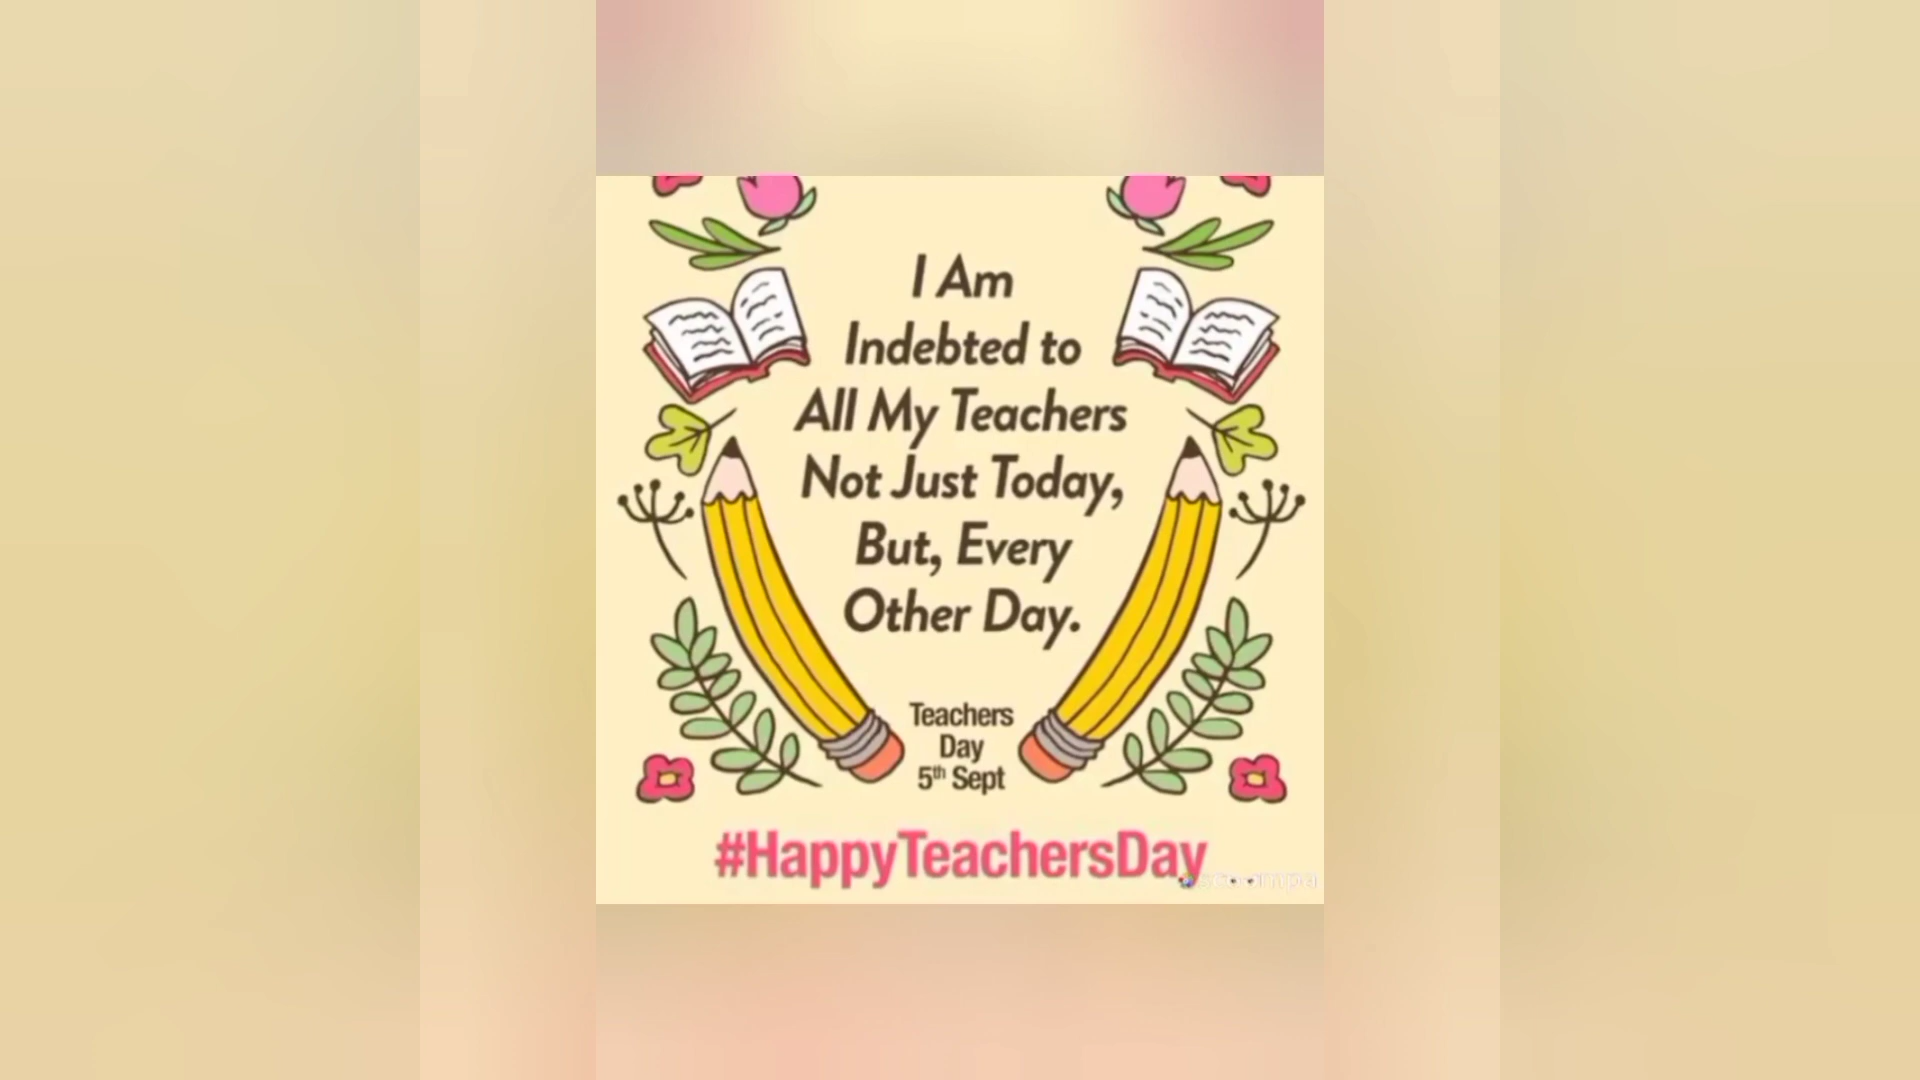 I Am
Indebted to
All My Teachers
Not Just Today,
But, Every
Other Day.
Teachers
Day
5th Sept
#HappyTeachersDay